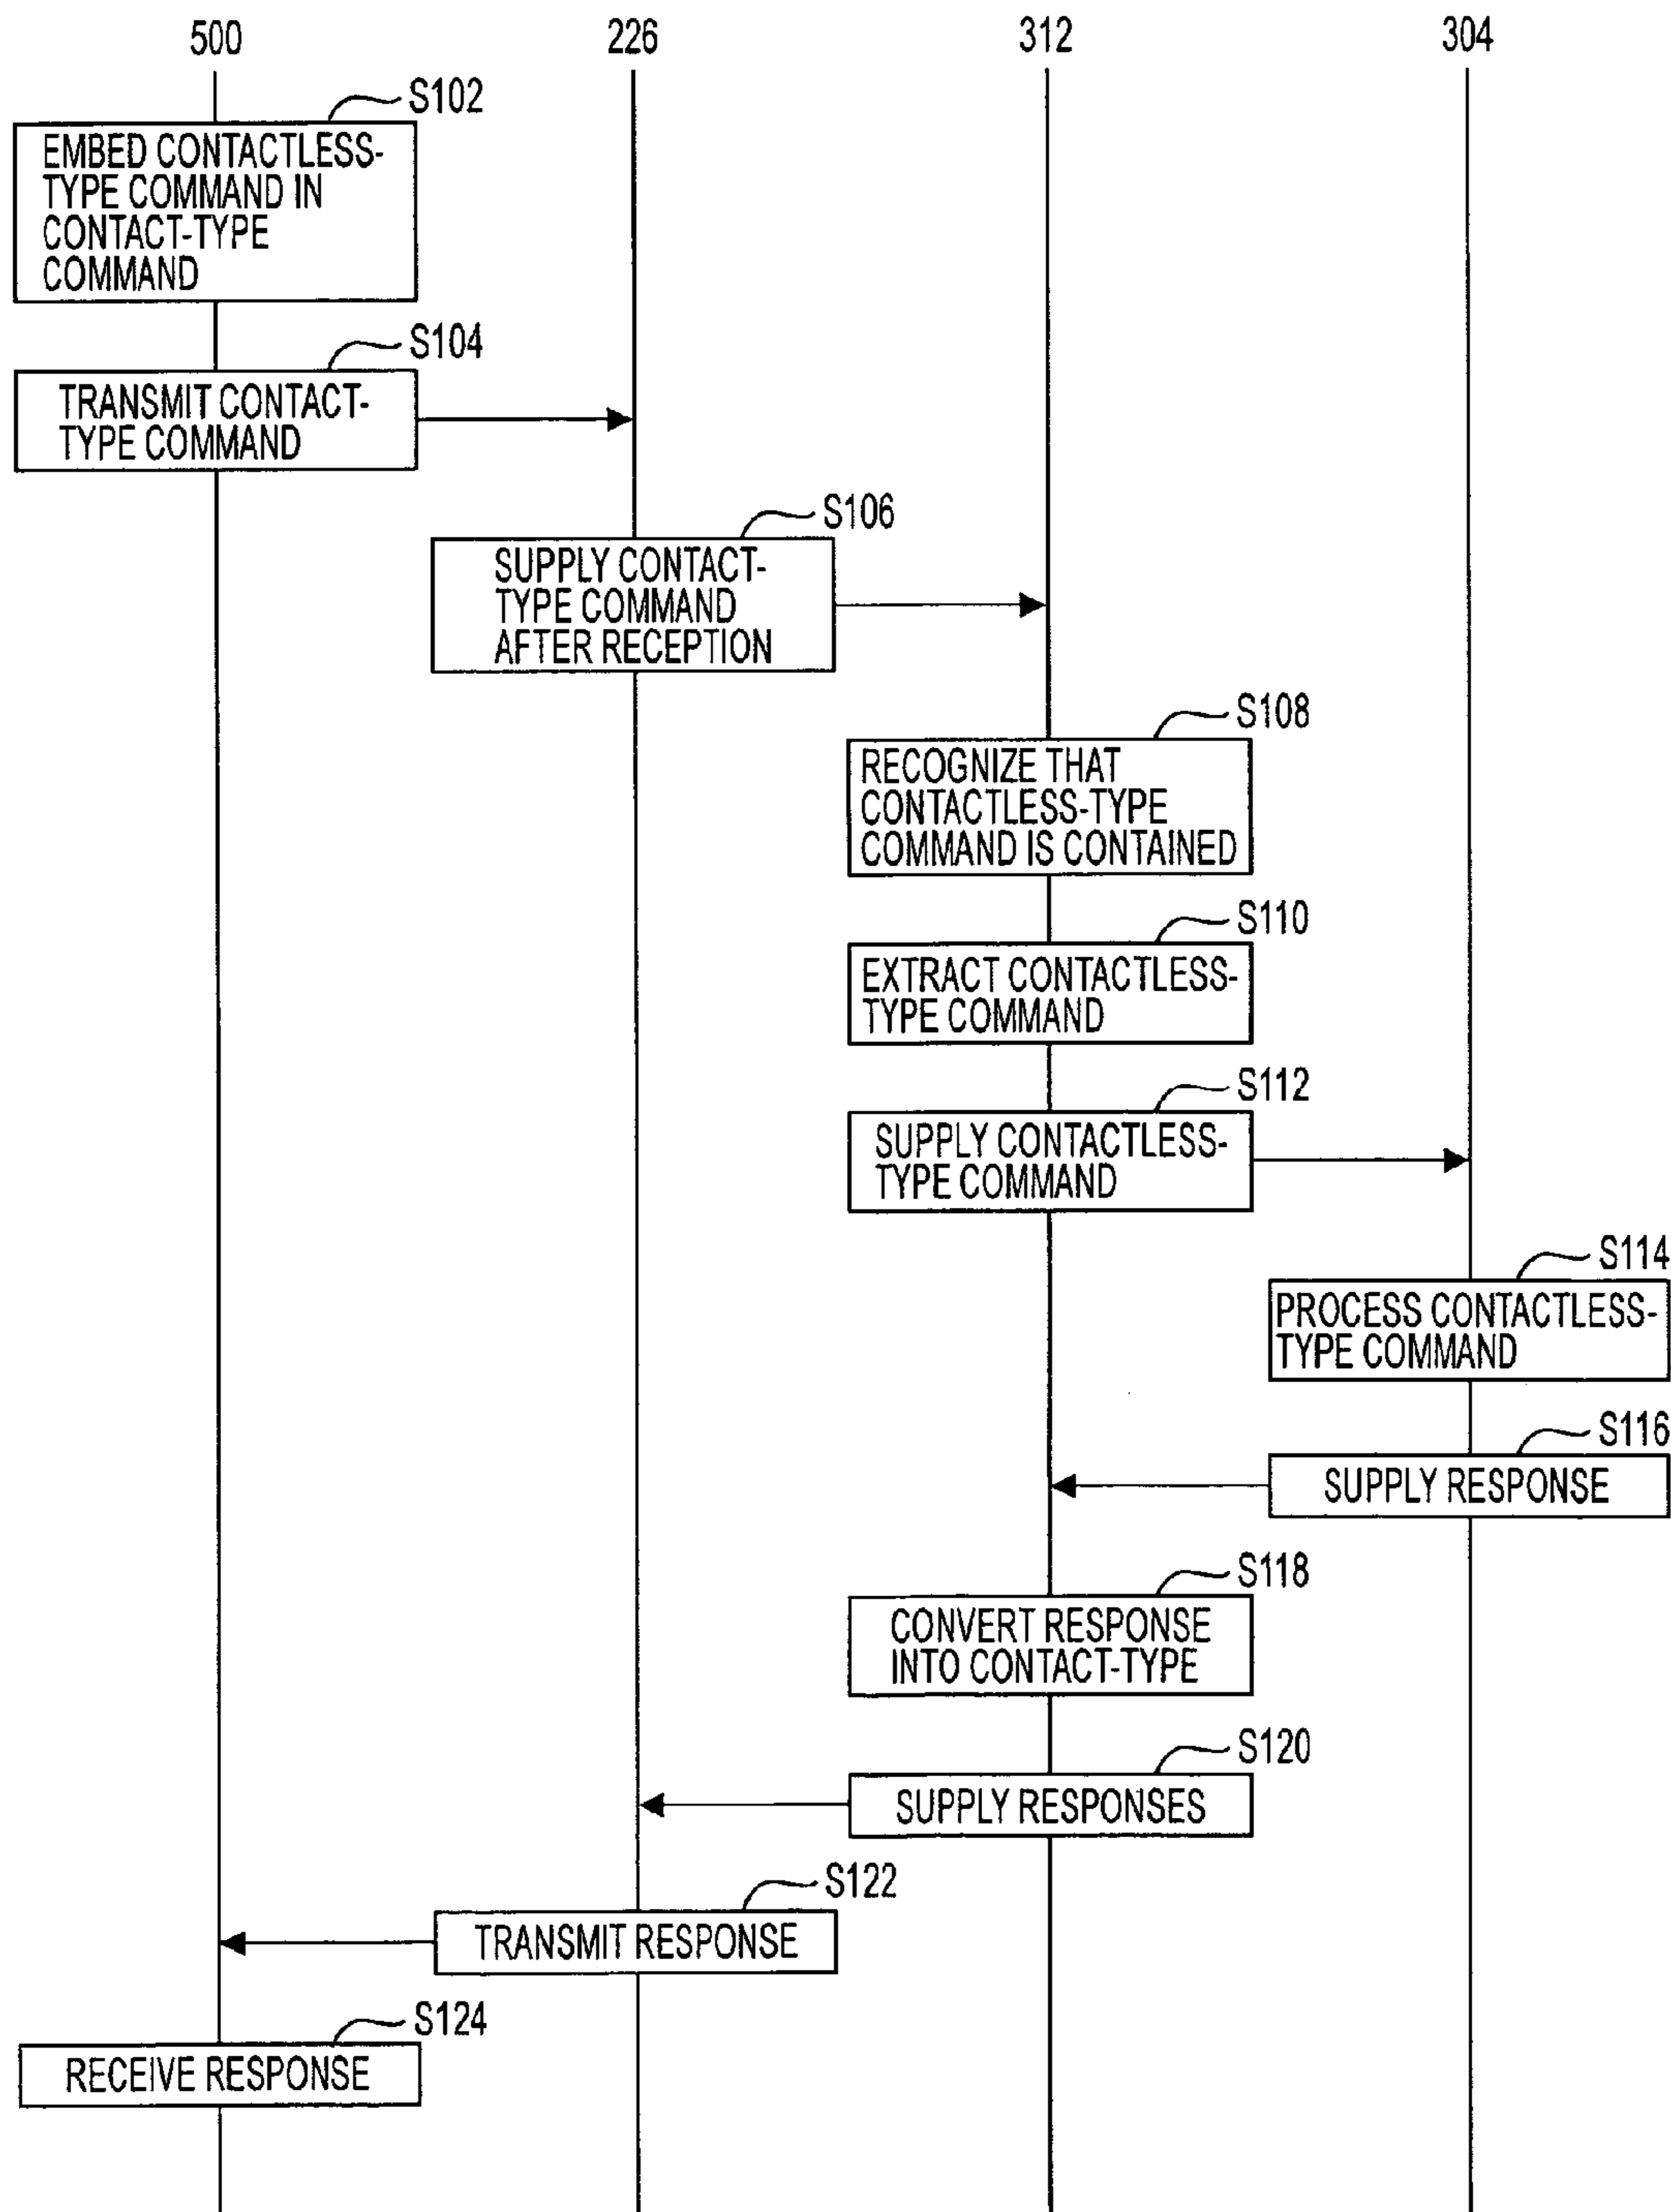 500 226 312 304
S102
EMBED CONTACTLESS-
TYPE COMMAND IN
CONTACT-TYPE
COMMAND
S104
TRANSMIT CONTACT-
TYPE COMMAND
S106
SUPPLY CONTACT-
TYPE COMMAND
AFTER RECEPTION
S108
RECOGNIZE THAT
CONTACTLESS-TYPE
COMMAND IS CONTAINED
S110
EXTRACT CONTACTLESS-
TYPE COMMAND
S112
SUPPLY CONTACTLESS-
TYPE COMMAND
S114
PROCESS CONTACTLESS-
TYPE COMMAND
S116
SUPPLY RESPONSE
S118
CONVERT RESPONSE
INTO CONTACT-TYPE
S120
SUPPLY RESPONSES
S122
TRANSMIT RESPONSE
S124
RECEIVE RESPONSE